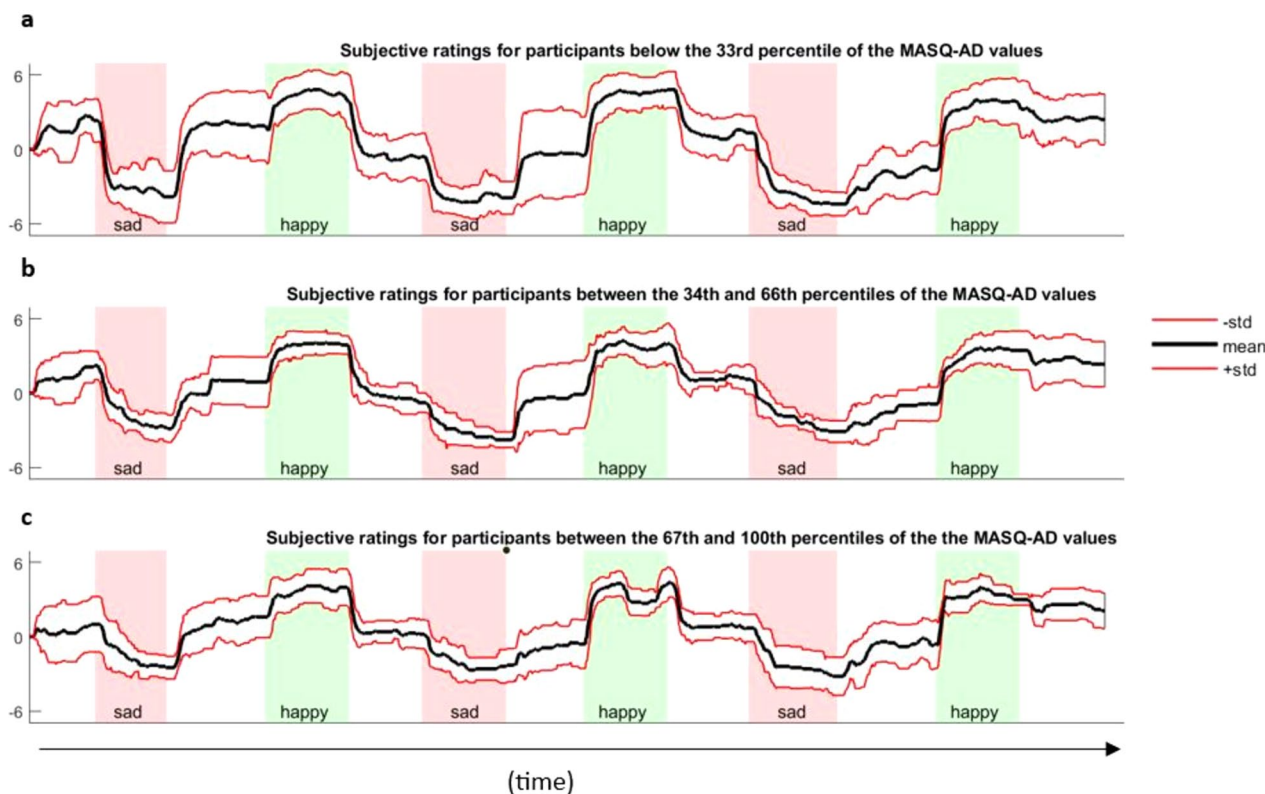 a
Subjective ratings for participants below the 33rd percentile of the MASQ-AD values
6
0
-6
sad
happy
sad
happy
sad
happy
b
Subjective ratings for participants between the 34th and 66th percentiles of the MASQ-AD values
6
0
-6
sad
happy
sad
happy
sad
happy
-std
mean
+std
c
Subjective ratings for participants between the 67th and 100th percentiles of the the MASQ-AD values
6
0
-6
sad
happy
sad
happy
sad
happy
(time)